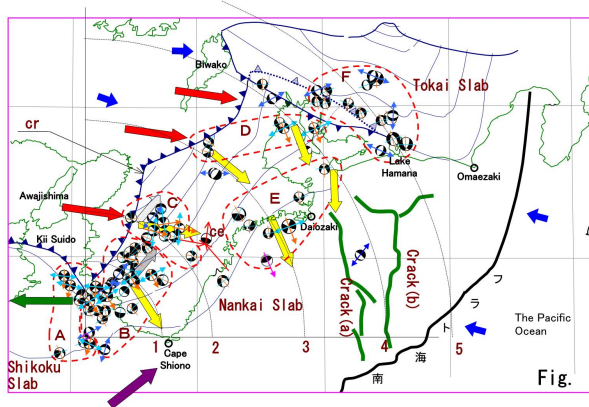 Biwako
F
Tokai Slab
cr
D
Lake
Hamana
Omaezaki
Awajishima
C
E
Daiozaki
Kii Suido
ce
Nankai Slab
Crack(a)
Crack(b)
フ
ラ
ト
海
南
The Pacific
Ocean
A
B
1
2
3
4
5
Cape
Shiono
Shikoku
Slab
Fig.